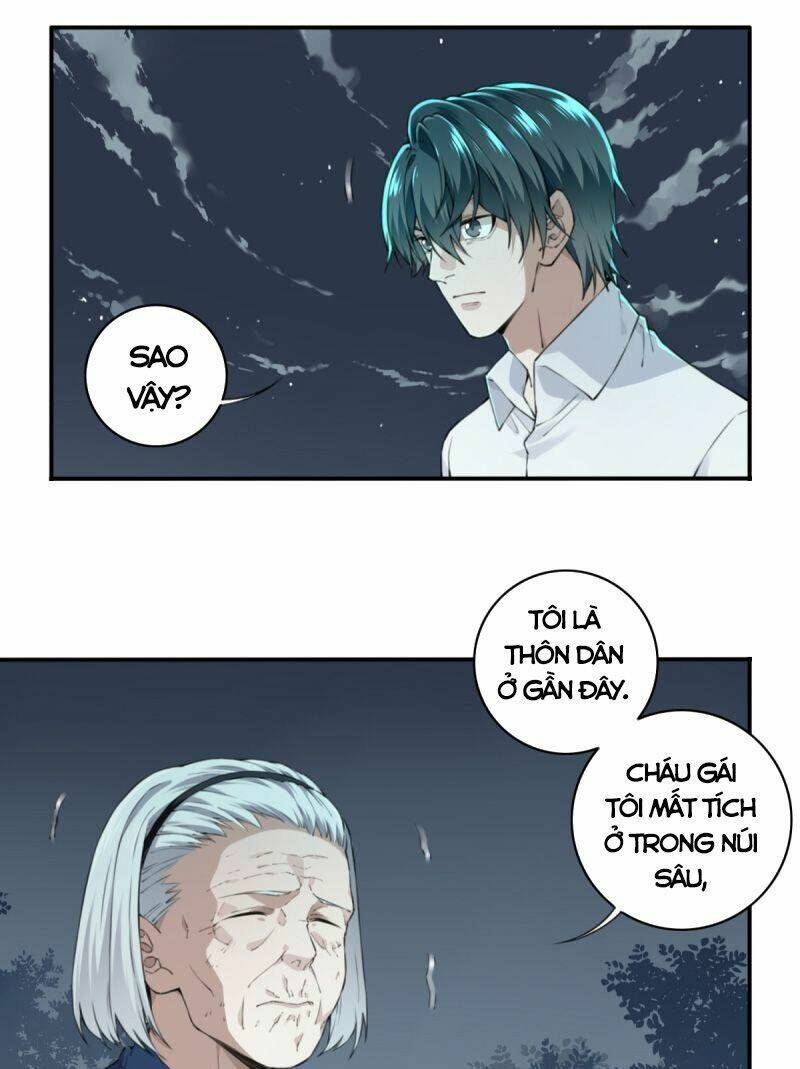 SAO
VẬY?
TÔI LÀ
THÔN DÂN
Ở GẦN ĐÂY.
CHÁU GÁI
TÔI MẤT TÍCH
Ở TRONG NÚI
SÂU,